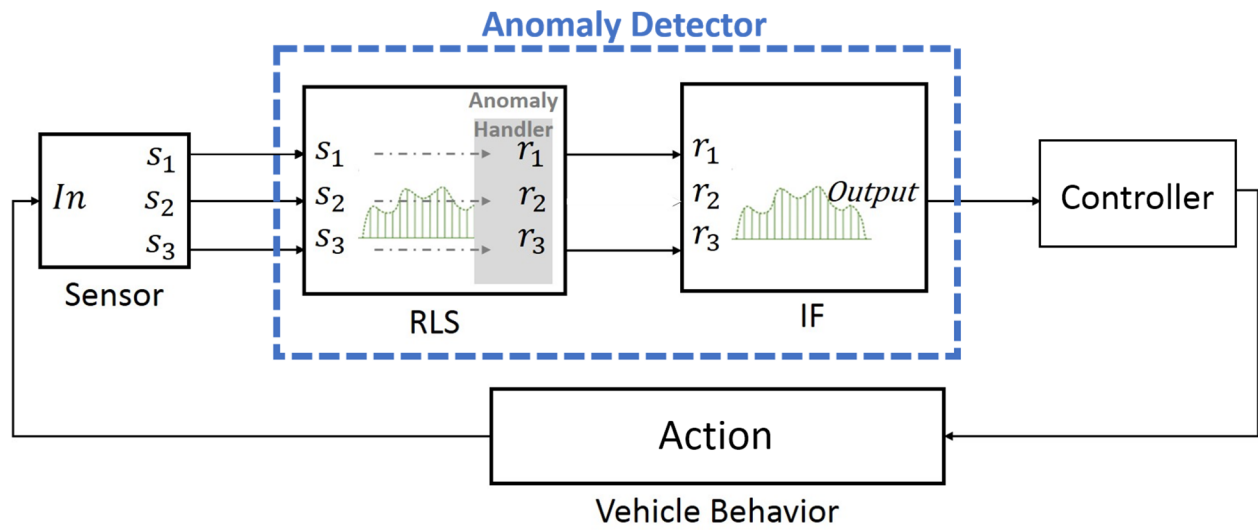 Anomaly Detector
Anomaly
Handler
In
s1
s2
s3
Sensor
s1
s2
s3
r1
r2
r3
RLS
r1
r2
r3
Output
IF
Controller
Action
Vehicle Behavior